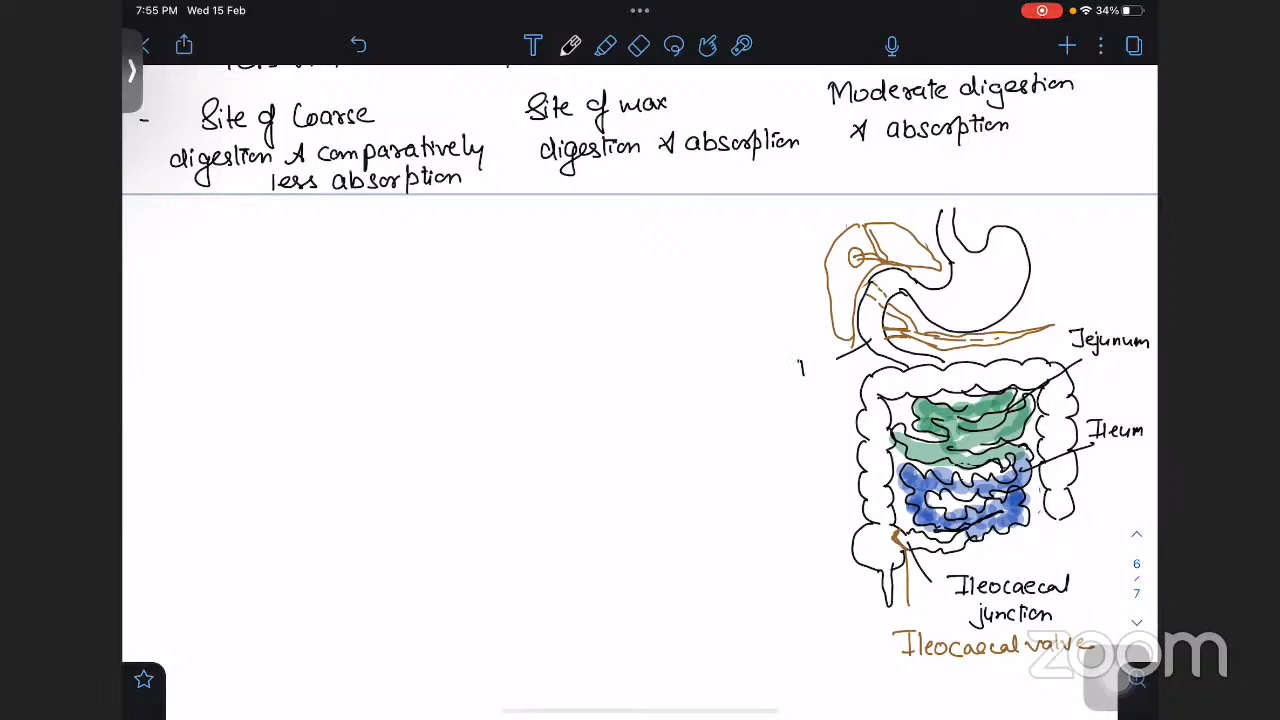 7:55 PM Wed 15 Feb
34%
T
- Site of Coarse
digestion & comparatively
less absorption
Site of max
digestion & absorption
Moderate digestion
& absorption
Jejunum
Ileum
Ileocaecal
junction
Ileocaecal valve
6
/
7
zoom